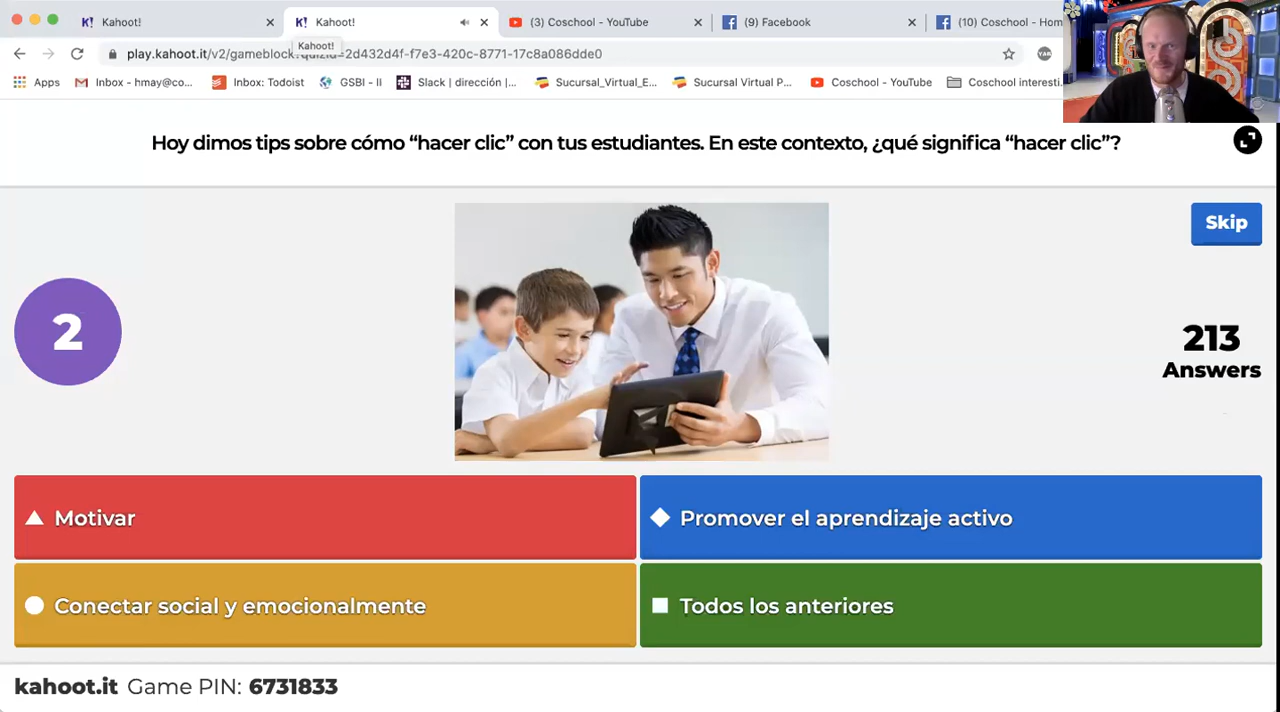 Kahoot!
Kahoot!
(3) Coschool - YouTube
(9) Facebook
(10) Coschool - Hom
Kahoot!
play.kahoot.it/v2/gameblock?quizId=2d432d4f-f7e3-420c-8771-17c8a086dde0
Apps
Inbox - hmay@co...
Inbox: Todoist
GSBI - II
Slack | dirección |...
Sucursal_Virtual_E...
Sucursal Virtual P...
Coschool - YouTube
Coschool interesti
Hoy dimos tips sobre cómo “hacer clic” con tus estudiantes. En este contexto, ¿qué significa “hacer clic”?
Skip
2
213
Answers
Motivar
Promover el aprendizaje activo
Conectar social y emocionalmente
Todos los anteriores
kahoot.it Game PIN: 6731833